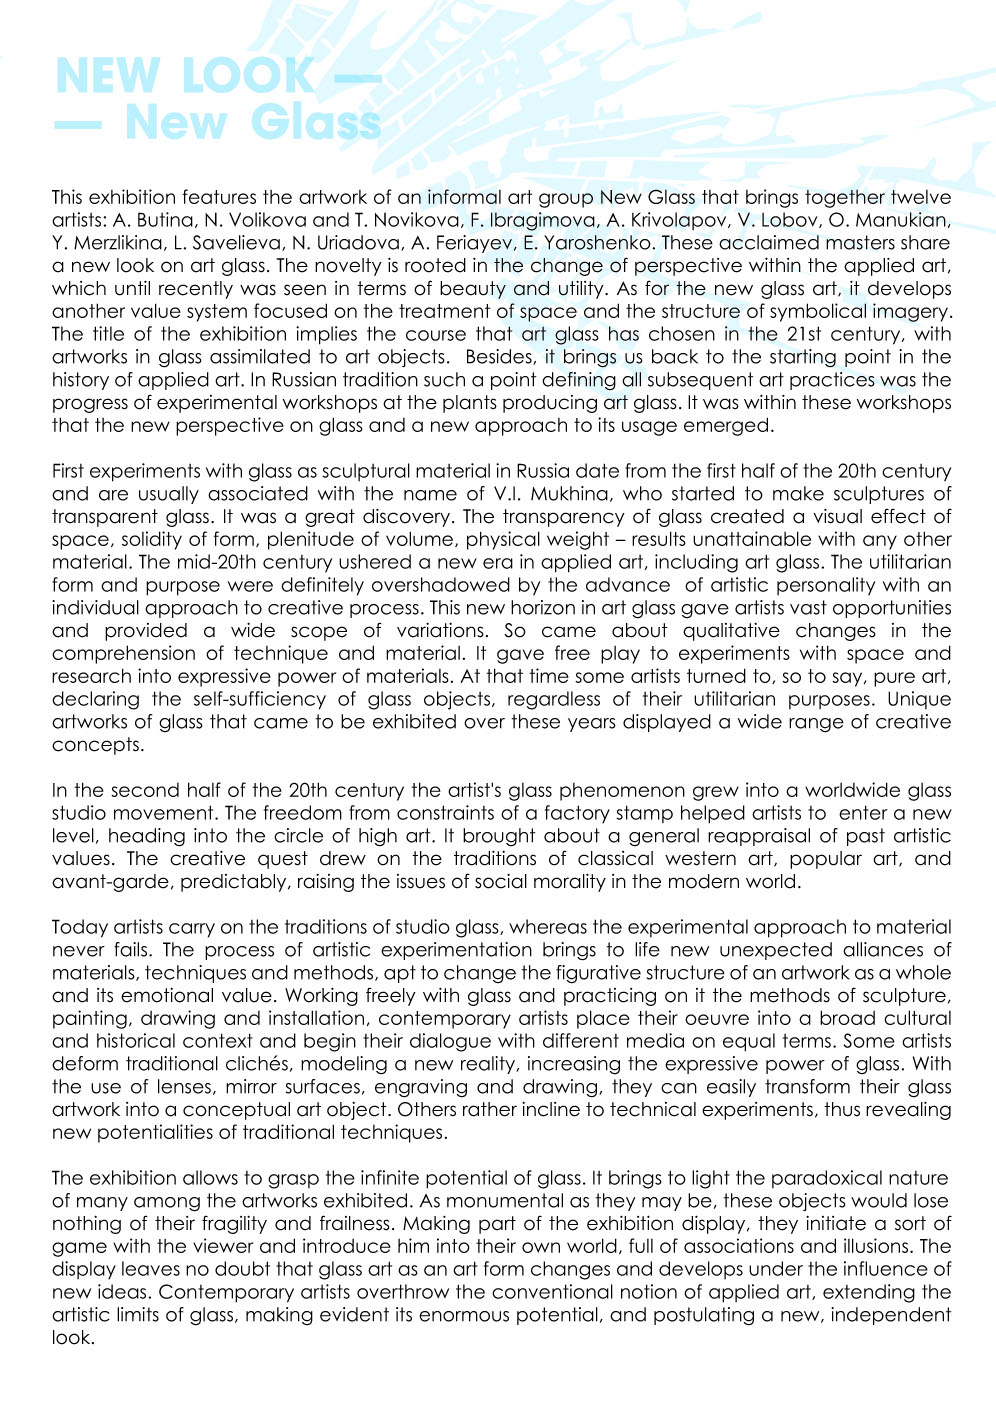 NEW LOOK —
— New Glass
This exhibition features the artwork of an informal art group New Glass that brings together twelve
artists: A. Butina, N. Volikova and T. Novikova, F. Ibragimova, A. Krivolapov, V. Lobov, O. Manukian,
Y. Merzlikina, L. Savelieva, N. Uriadova, A. Feriayev, E. Yaroshenko. These acclaimed masters share
a new look on art glass. The novelty is rooted in the change of perspective within the applied art,
which until recently was seen in terms of beauty and utility. As for the new glass art, it develops
another value system focused on the treatment of space and the structure of symbolical imagery.
The title of the exhibition implies the course that art glass has chosen in the 21st century, with
artworks in glass assimilated to art objects.  Besides, it brings us back to the starting point in the
history of applied art. In Russian tradition such a point defining all subsequent art practices was the
progress of experimental workshops at the plants producing art glass. It was within these workshops
that the new perspective on glass and a new approach to its usage emerged.
First experiments with glass as sculptural material in Russia date from the first half of the 20th century
and are usually associated with the name of V.I. Mukhina, who started to make sculptures of
transparent glass. It was a great discovery. The transparency of glass created a visual effect of
space, solidity of form, plenitude of volume, physical weight – results unattainable with any other
material. The mid-20th century ushered a new era in applied art, including art glass. The utilitarian
form and purpose were definitely overshadowed by the advance  of artistic personality with an
individual approach to creative process. This new horizon in art glass gave artists vast opportunities
and provided a wide scope of variations. So came about qualitative changes in the
comprehension of technique and material. It gave free play to experiments with space and
research into expressive power of materials. At that time some artists turned to, so to say, pure art,
declaring the self-sufficiency of glass objects, regardless of their utilitarian purposes. Unique
artworks of glass that came to be exhibited over these years displayed a wide range of creative
concepts.
In the second half of the 20th century the artist's glass phenomenon grew into a worldwide glass
studio movement. The freedom from constraints of a factory stamp helped artists to  enter a new
level, heading into the circle of high art. It brought about a general reappraisal of past artistic
values. The creative quest drew on the traditions of classical western art, popular art, and
avant-garde, predictably, raising the issues of social morality in the modern world.
Today artists carry on the traditions of studio glass, whereas the experimental approach to material
never fails. The process of artistic experimentation brings to life new unexpected alliances of
materials, techniques and methods, apt to change the figurative structure of an artwork as a whole
and its emotional value. Working freely with glass and practicing on it the methods of sculpture,
painting, drawing and installation, contemporary artists place their oeuvre into a broad cultural
and historical context and begin their dialogue with different media on equal terms. Some artists
deform traditional clichés, modeling a new reality, increasing the expressive power of glass. With
the use of lenses, mirror surfaces, engraving and drawing, they can easily transform their glass
artwork into a conceptual art object. Others rather incline to technical experiments, thus revealing
new potentialities of traditional techniques.
The exhibition allows to grasp the infinite potential of glass. It brings to light the paradoxical nature
of many among the artworks exhibited. As monumental as they may be, these objects would lose
nothing of their fragility and frailness. Making part of the exhibition display, they initiate a sort of
game with the viewer and introduce him into their own world, full of associations and illusions. The
display leaves no doubt that glass art as an art form changes and develops under the influence of
new ideas. Contemporary artists overthrow the conventional notion of applied art, extending the
artistic limits of glass, making evident its enormous potential, and postulating a new, independent
look.